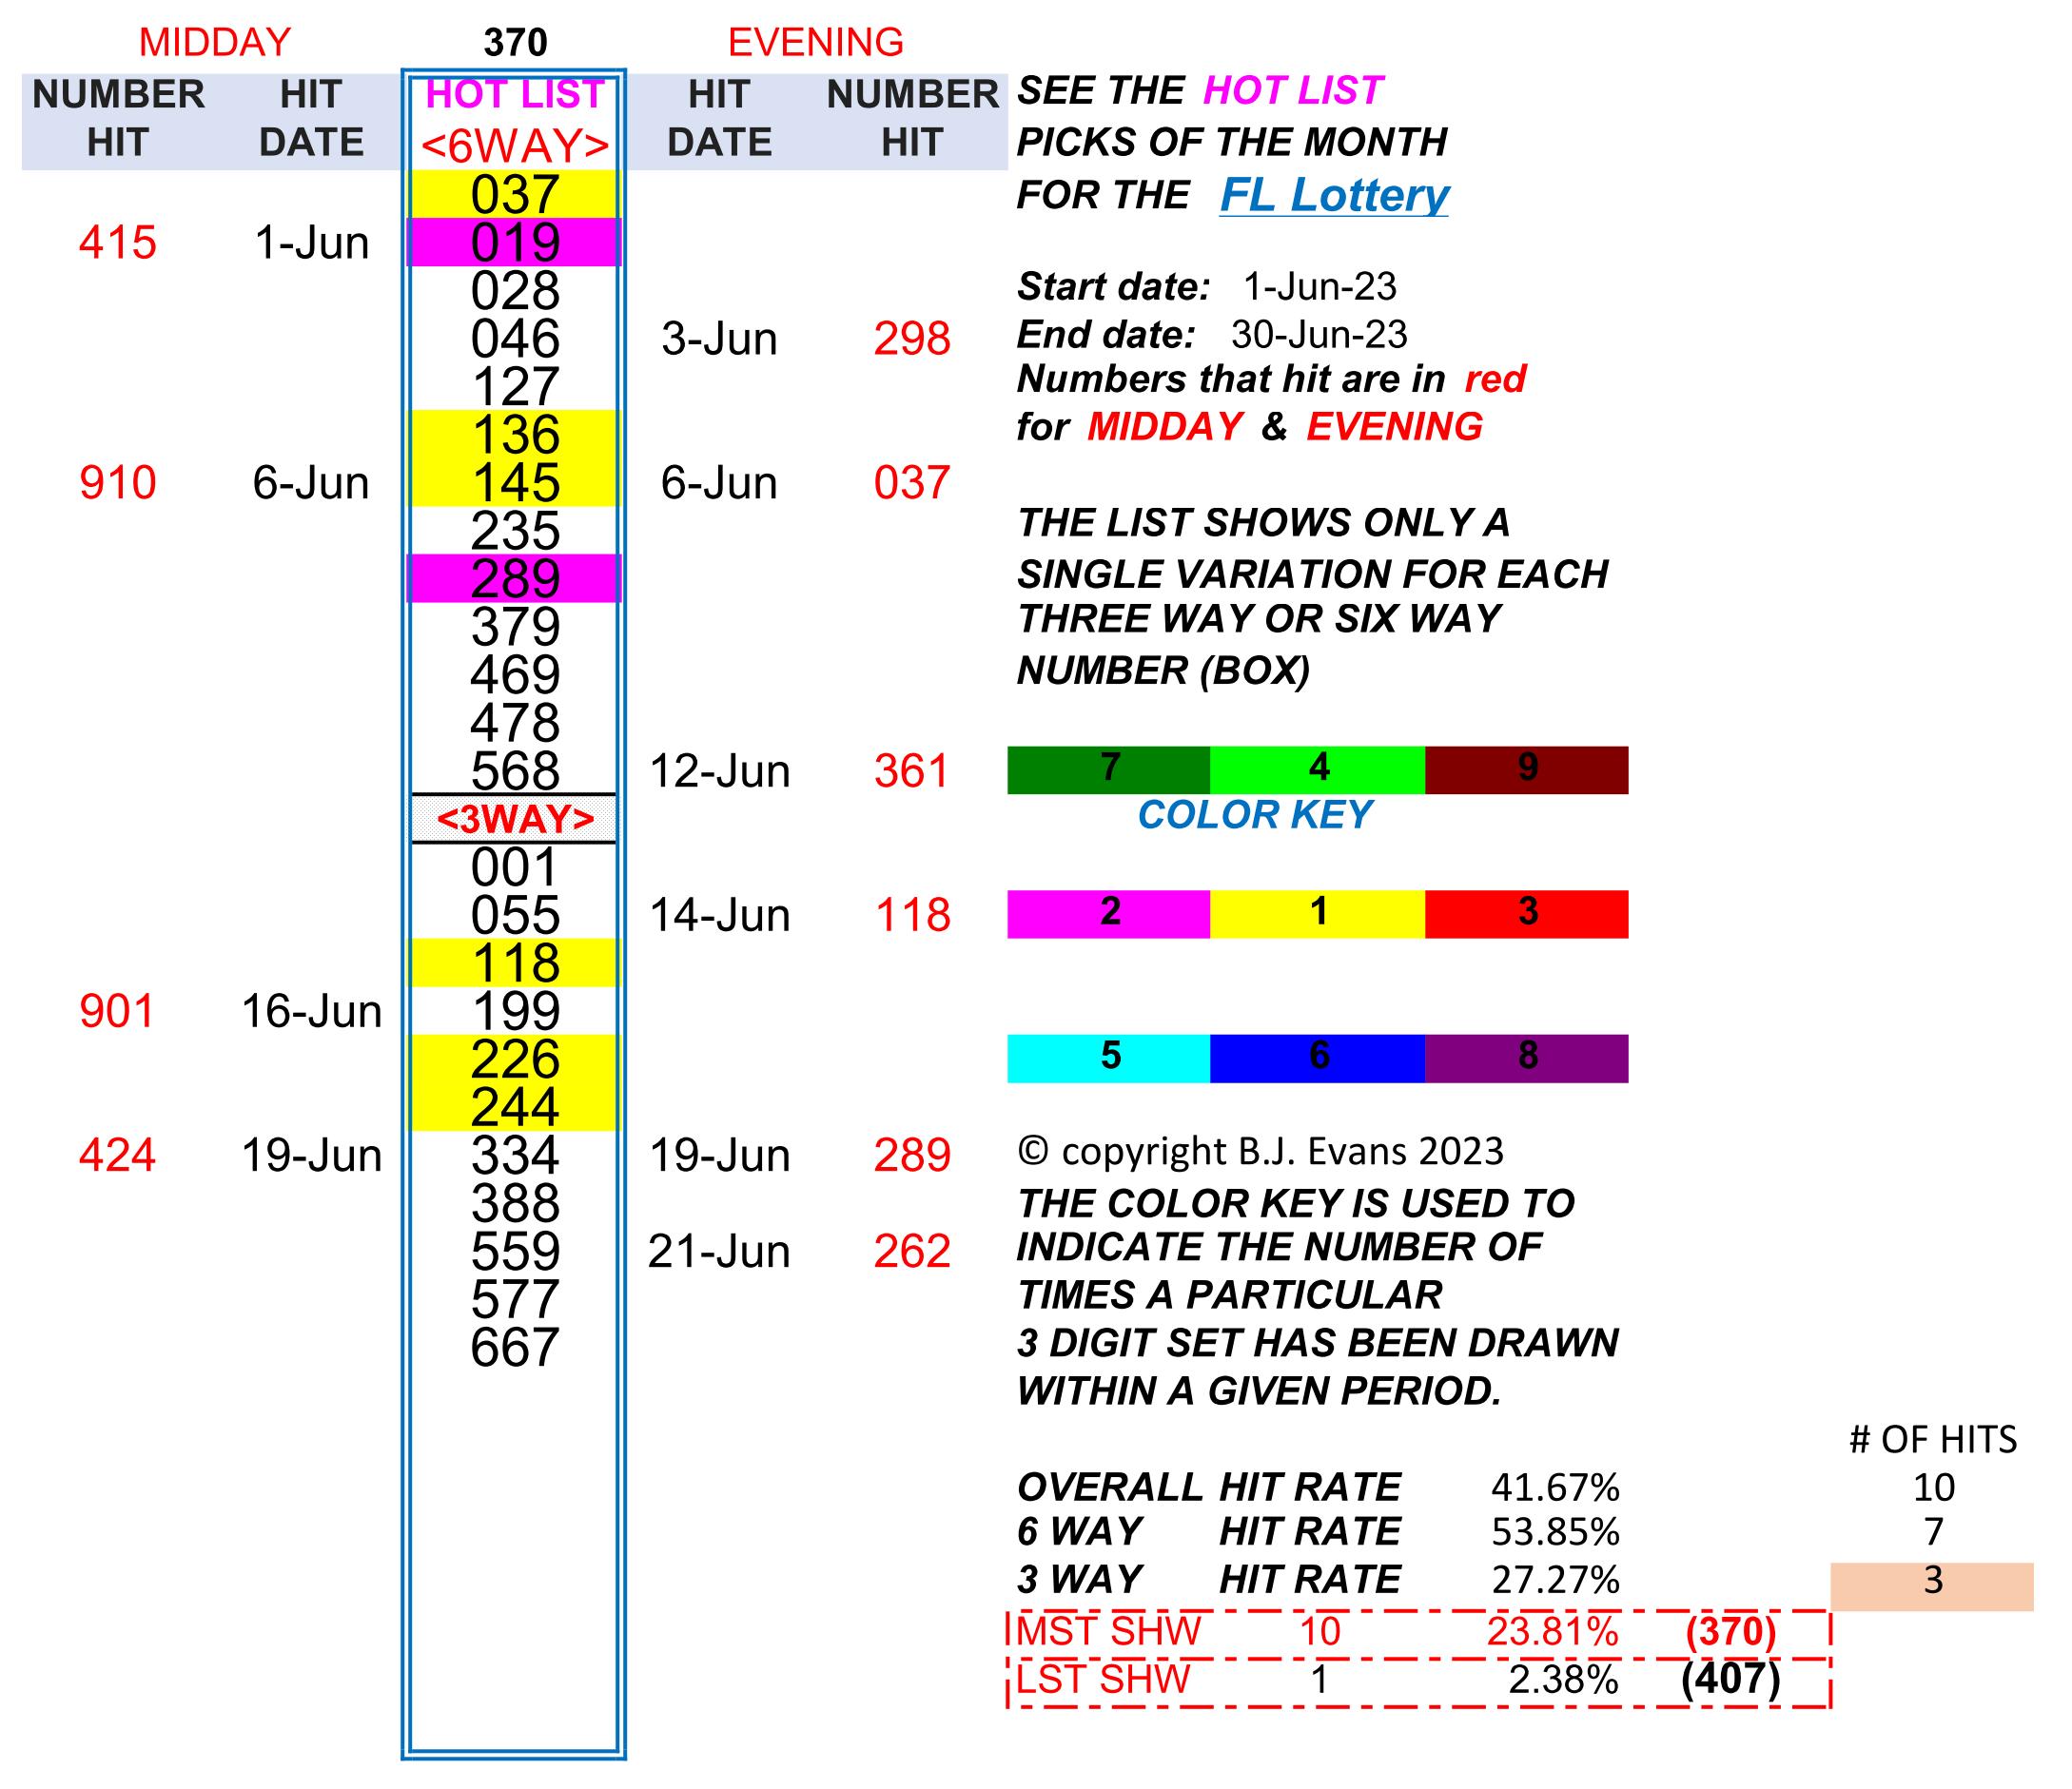 MIDDAY 370 EVENING
NUMBER HIT HOT LIST HIT NUMBER SEE THE HOT LIST
HIT DATE <6WAY> DATE HIT PICKS OF THE MONTH
037 FOR THE FL Lottery
415 1-Jun 019
028 Start date: 1-Jun-23
046 3-Jun 298 End date: 30-Jun-23
127 Numbers that hit are in red
136 for MIDDAY & EVENING
910 6-Jun 145 6-Jun 037
235 THE LIST SHOWS ONLY A
289 SINGLE VARIATION FOR EACH
379 THREE WAY OR SIX WAY
469 NUMBER (BOX)
478
568 12-Jun 361 7 4 9
<3WAY> COLOR KEY
001
055 14-Jun 118 2 1 3
118
901 16-Jun 199
226 5 6 8
244
424 19-Jun 334 19-Jun 289 © copyright B.J. Evans 2023
388 THE COLOR KEY IS USED TO
559 21-Jun 262 INDICATE THE NUMBER OF
577 TIMES A PARTICULAR
667 3 DIGIT SET HAS BEEN DRAWN
WITHIN A GIVEN PERIOD.
# OF HITS
OVERALL HIT RATE 41.67% 10
6 WAY HIT RATE 53.85% 7
3 WAY HIT RATE 27.27% 3
MST SHW 10 23.81% (370)
LST SHW 1 2.38% (407)